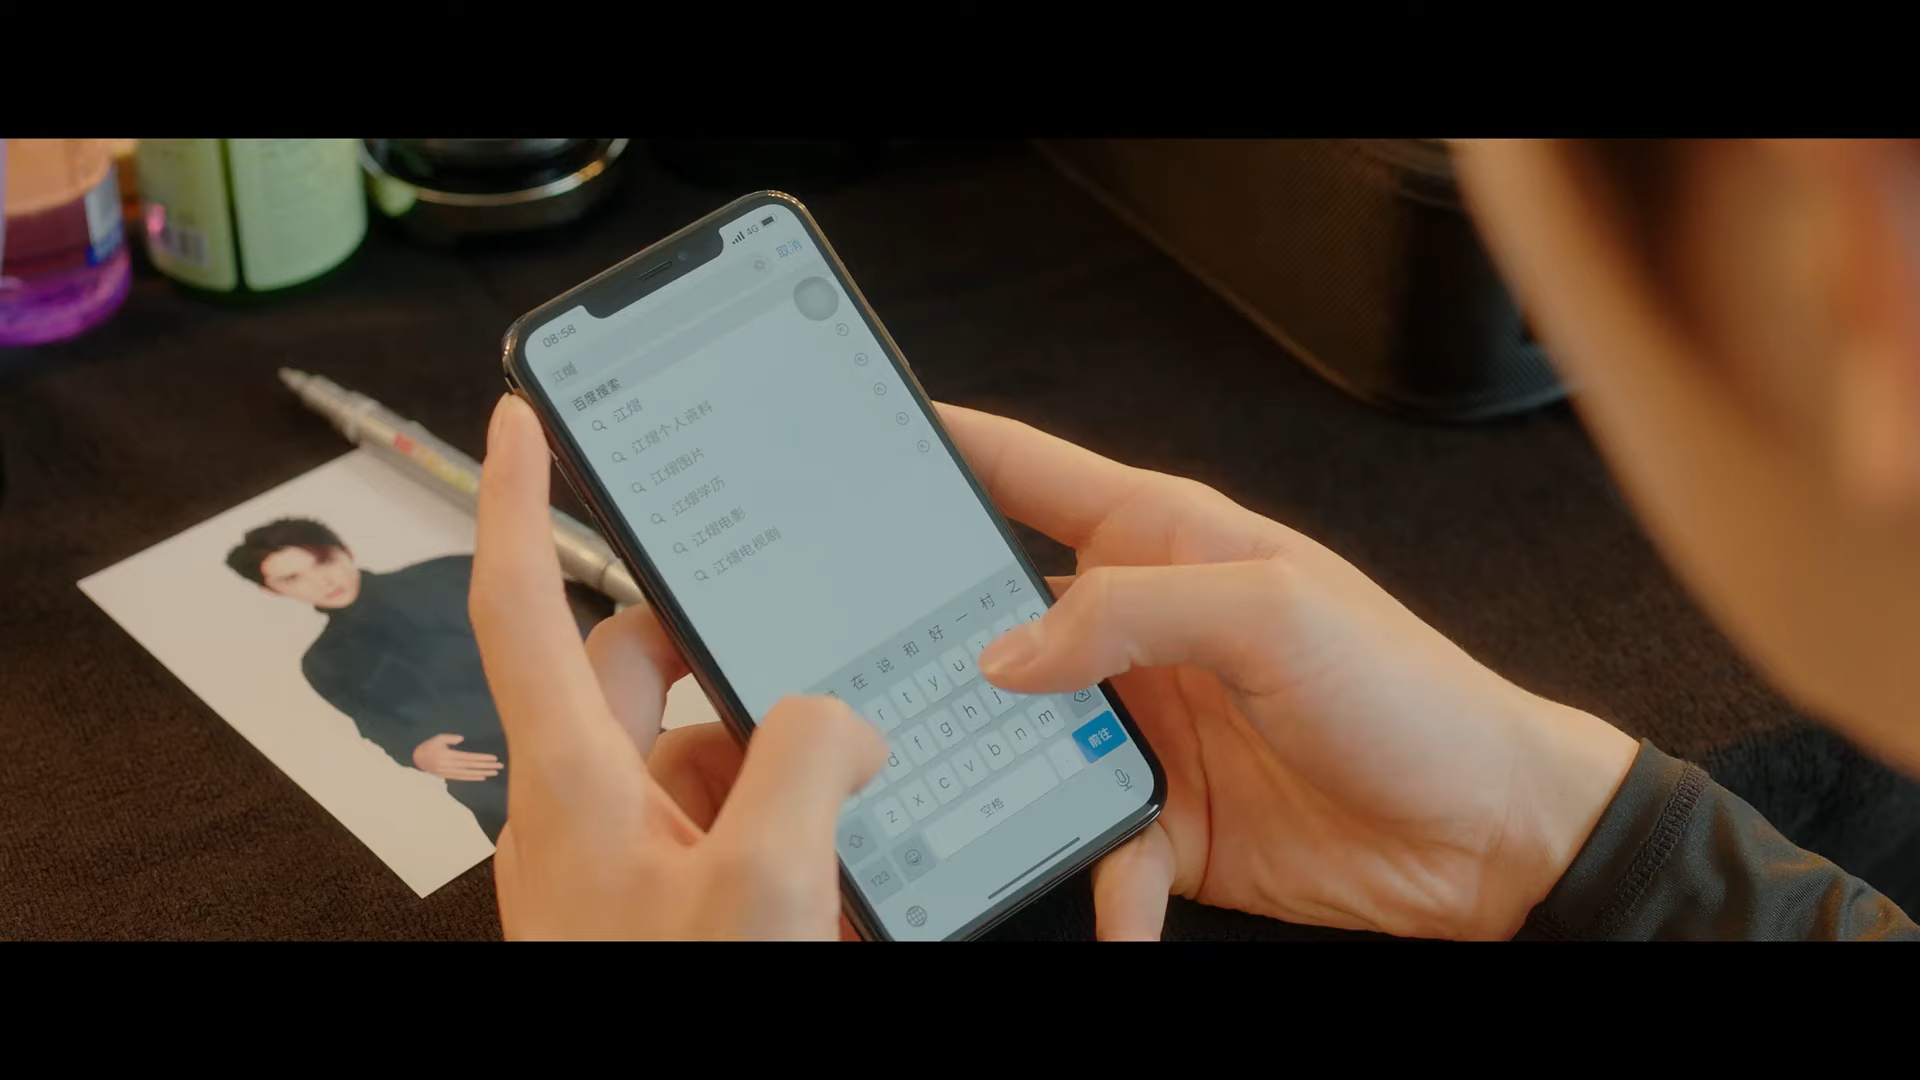 4G
取消
08:58
江熠
百度搜索
江熠
江熠个人资料
江熠图片
江熠学历
江熠电影
江熠电视剧
在 说 和 好 一 村 之
r t y u i
d f g h j
z x c v b n m
前往
123
空格